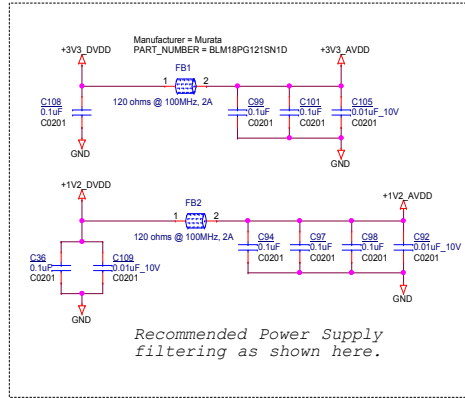 Manufacturer = Murata
PART_NUMBER = BLM18PG121SN1D
+3V3_DVDD
+3V3_AVDD
FB1
1 2
120 ohms @ 100MHz, 2A
C108
0.1uF
C0201
GND
C99
0.1uF
C0201
C101
0.1uF
C0201
C105
0.01uF_10V
C0201
GND
+1V2_DVDD
+1V2_AVDD
FB2
1 2
120 ohms @ 100MHz, 2A
C36
0.1uF
C0201
C109
0.01uF_10V
C0201
GND
C94
0.1uF
C0201
C97
0.1uF
C0201
C98
0.1uF
C0201
C92
0.01uF_10V
C0201
GND
Recommended Power Supply
filtering as shown here.